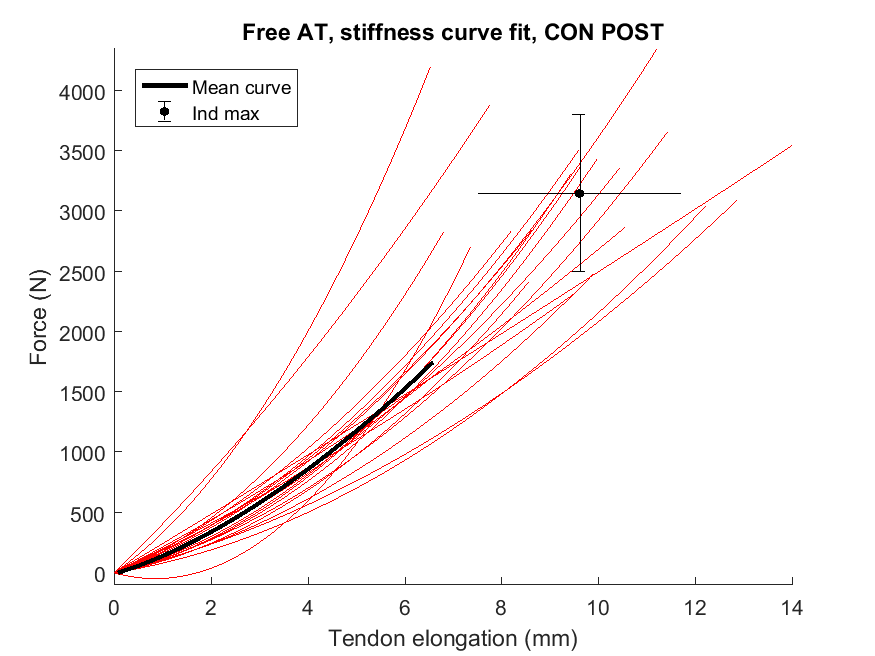 Free AT, stiffness curve fit, CON POST
Mean curve
Ind max
Force (N)
4000
3500
3000
2500
2000
1500
1000
500
0
0 2 4 6 8 10 12 14
Tendon elongation (mm)